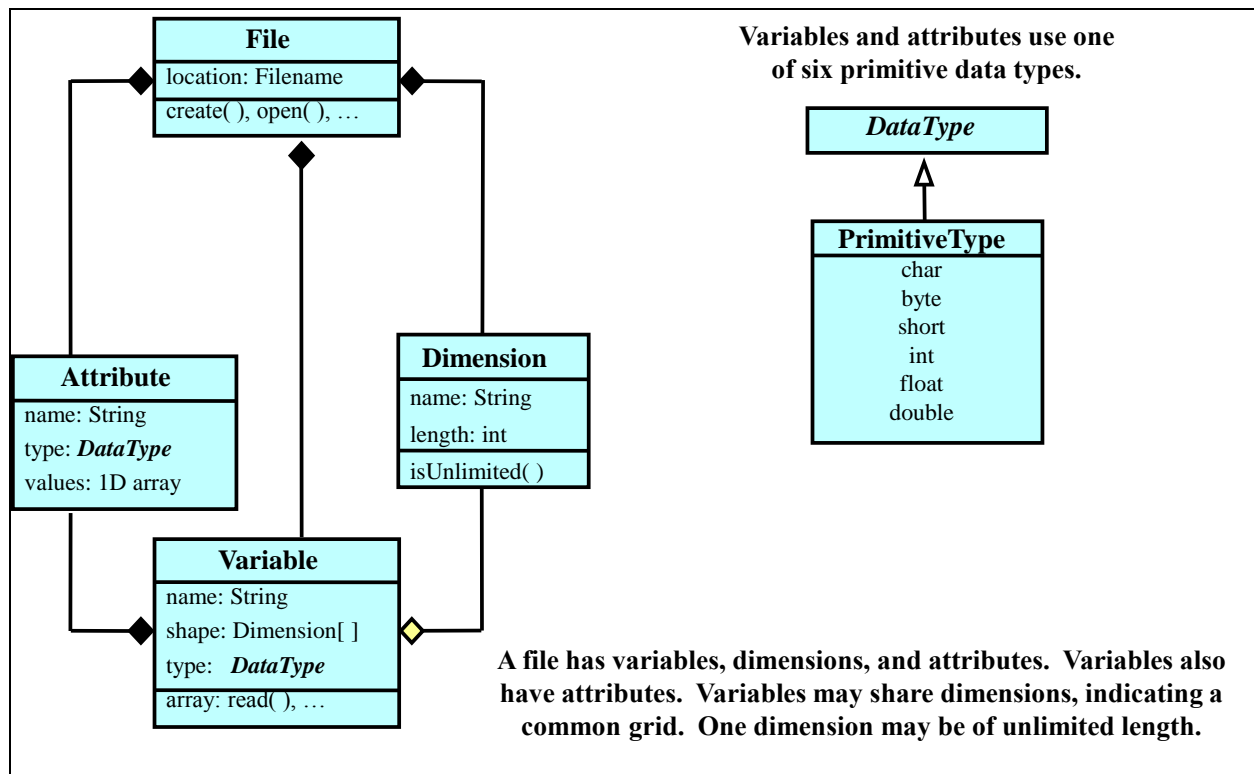 File
location: Filename
create( ), open( ), …
Variables and attributes use one
of six primitive data types.
DataType
PrimitiveType
char
byte
short
int
float
double
Attribute
name: String
type: DataType
values: 1D array
Dimension
name: String
length: int
isUnlimited( )
Variable
name: String
shape: Dimension[ ]
type: DataType
array: read( ), …
A file has variables, dimensions, and attributes. Variables also
have attributes. Variables may share dimensions, indicating a
common grid. One dimension may be of unlimited length.